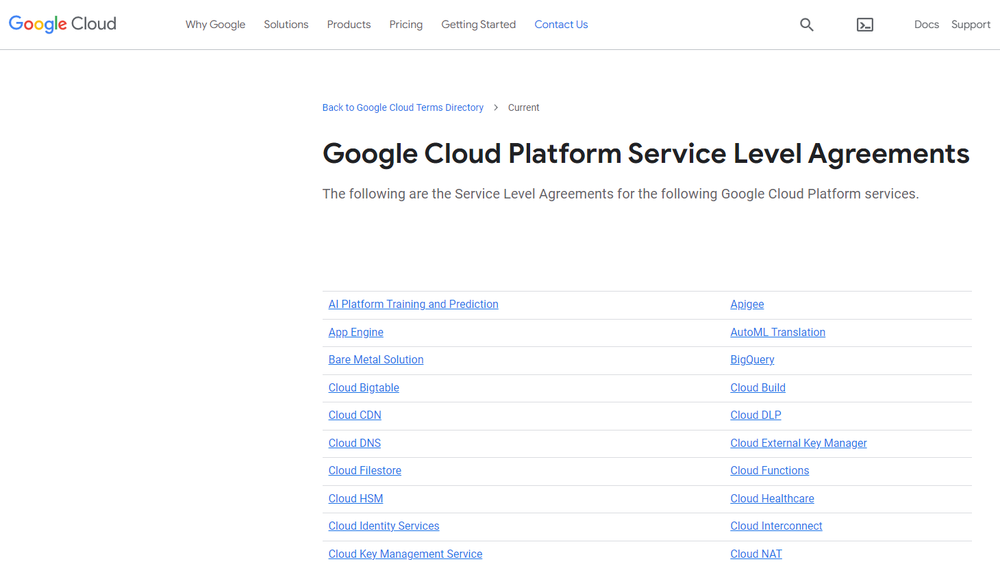 Google Cloud Why Google Solutions Products Pricing Getting Started Contact Us Docs Support
Back to Google Cloud Terms Directory > Current
Google Cloud Platform Service Level Agreements
The following are the Service Level Agreements for the following Google Cloud Platform services.
AI Platform Training and Prediction Apigee
App Engine AutoML Translation
Bare Metal Solution BigQuery
Cloud Bigtable Cloud Build
Cloud CDN Cloud DLP
Cloud DNS Cloud External Key Manager
Cloud Filestore Cloud Functions
Cloud HSM Cloud Healthcare
Cloud Identity Services Cloud Interconnect
Cloud Key Management Service Cloud NAT